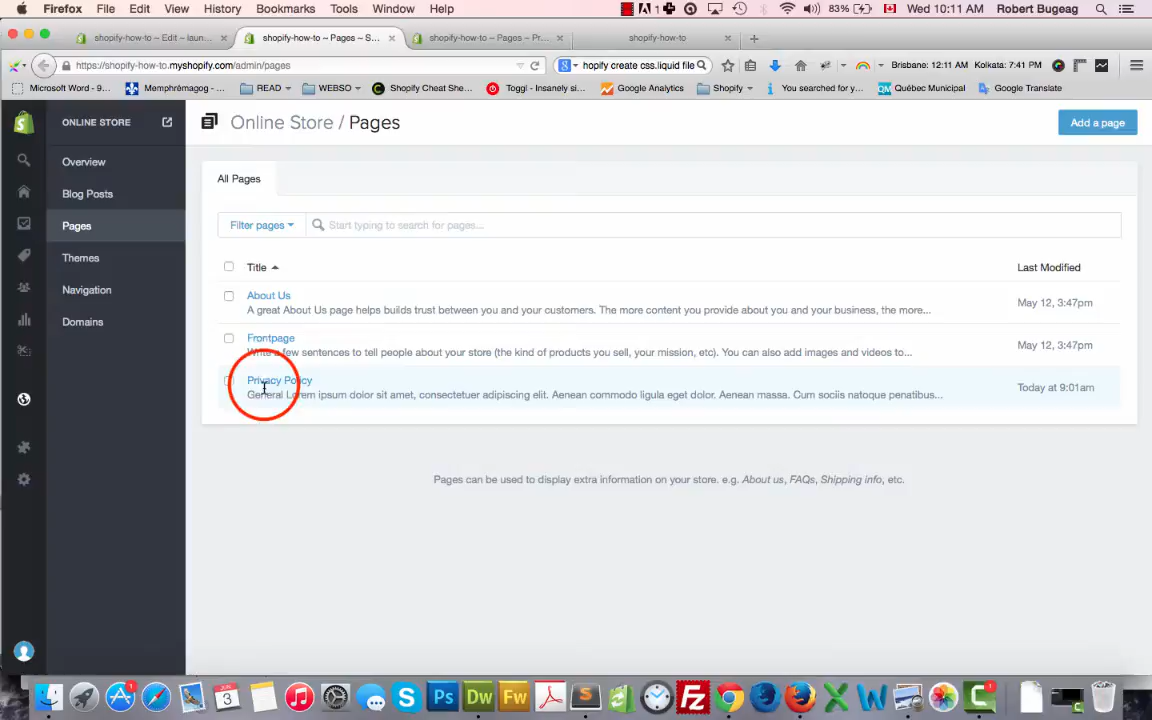 Firefox File Edit View History Bookmarks Tools Window Help 1 83% Wed 10:11 AM Robert Bugeag
shopify-how-to ~ Edit ~ laun... shopify-how-to ~ Pages ~ S... shopify-how-to ~ Pages ~ Pr... shopify-how-to
https://shopify-how-to.myshopify.com/admin/pages hopify create css.liquid file Brisbane: 12:11 AM Kolkata: 7:41 PM
Microsoft Word - 9... Memphrémagog - ... READ WEBSO Shopify Cheat She... Toggl - Insanely si... Google Analytics Shopify You searched for y... Québec Municipal Google Translate
ONLINE STORE
Online Store / Pages
Add a page
Overview
Blog Posts
Pages
Themes
Navigation
Domains
All Pages
Filter pages Start typing to search for pages...
Title Last Modified
About Us
A great About Us page helps builds trust between you and your customers. The more content you provide about you and your business, the more...
May 12, 3:47pm
Frontpage
Write a few sentences to tell people about your store (the kind of products you sell, your mission, etc). You can also add images and videos to...
May 12, 3:47pm
Privacy Policy
General Lorem ipsum dolor sit amet, consectetuer adipiscing elit. Aenean commodo ligula eget dolor. Aenean massa. Cum sociis natoque penatibus...
Today at 9:01am
Pages can be used to display extra information on your store. e.g. About us, FAQs, Shipping info, etc.
1 3 Ps Dw Fw 1